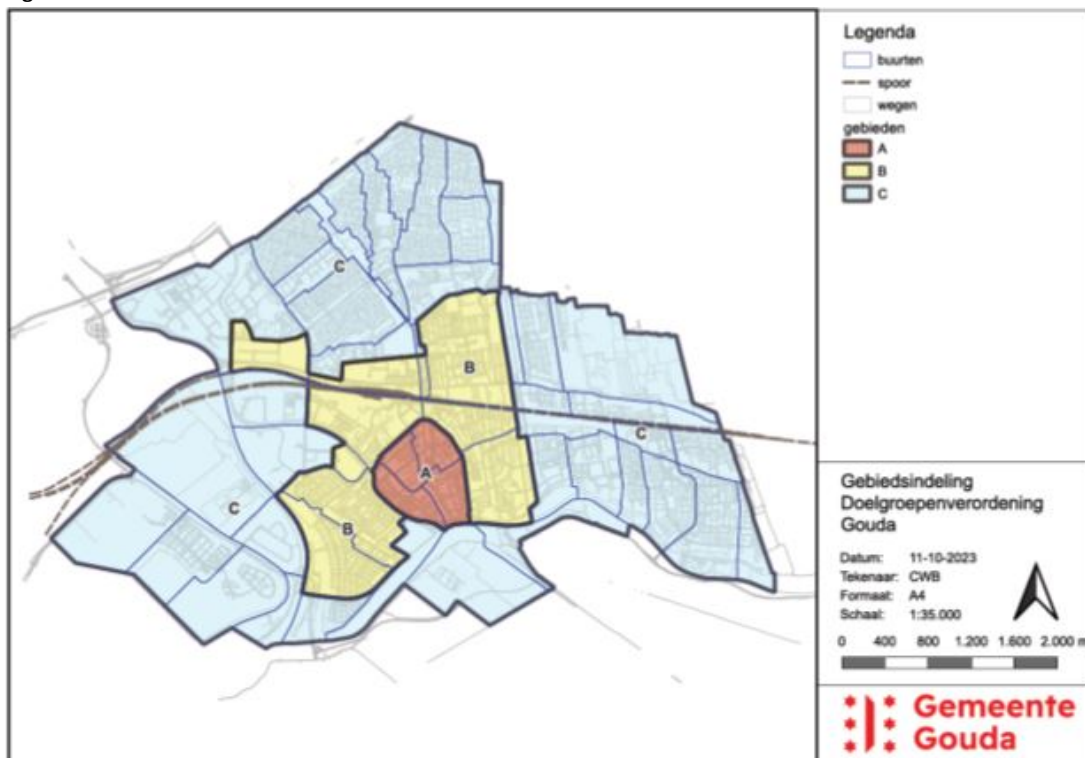 Legenda
buurten
spoor
wegen
gebieden
A
B
C
C
B
C
A
C
B
Gebiedsindeling
Doelgroepenverordening
Gouda
Datum: 11-10-2023
Tekenaar: CWB
Formaat: A4
Schaal: 1:35.000
0 400 800 1.200 1.600 2.000 m
Gemeente
Gouda